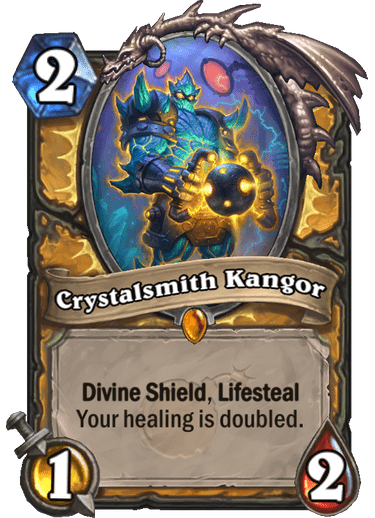 2
Crystalsmith Kangor
Divine Shield, Lifesteal
Your healing is doubled.
1
2